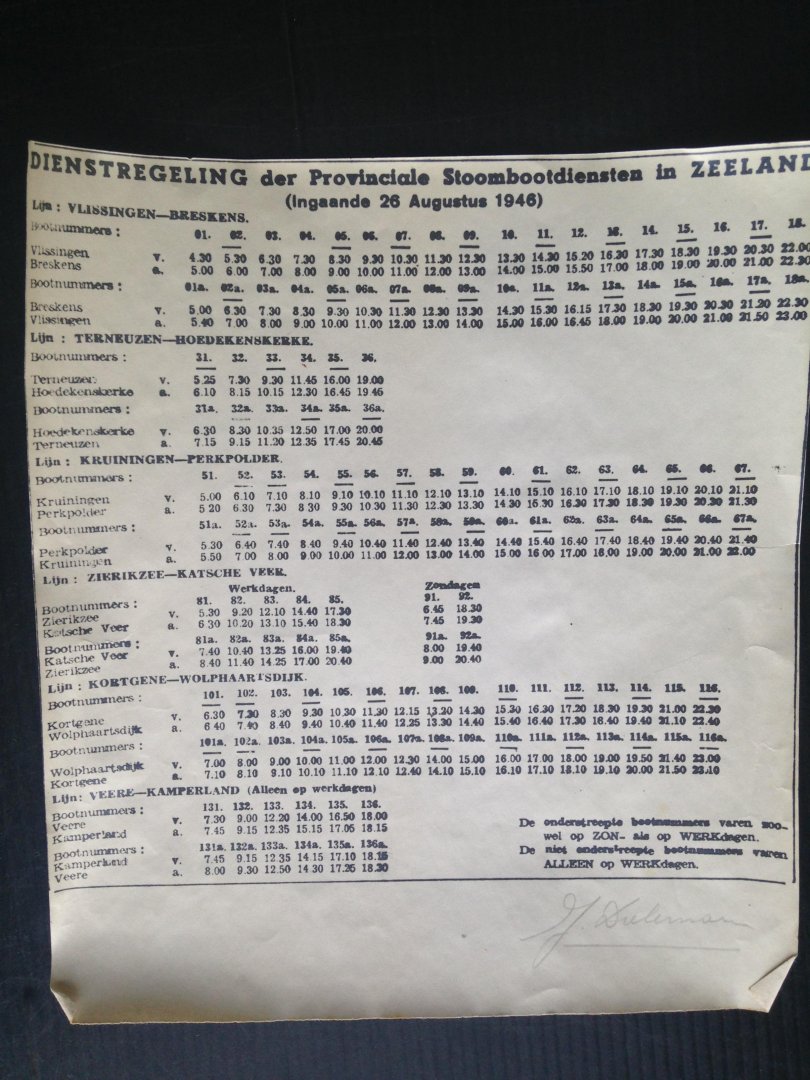 DIENSTREGELING der Provinciale Stoombootdiensten in ZEELAND
(Ingaande 26 Augustus 1946)
Lijn : VLISSINGEN—BRESKENS.
Bootnummers : 01. 02. 03. 04. 05. 06. 07. 08. 09. 10. 11. 12. 13. 14. 15. 16. 17. 18.
Vlissingen v. 4.30 5.30 6.30 7.30 8.30 9.30 10.30 11.30 12.30 13.30 14.30 15.20 16.30 17.30 18.30 19.30 20.30 22.00
Breskens a. 5.00 6.00 7.00 8.00 9.00 10.00 11.00 12.00 13.00 14.00 15.00 15.50 17.00 18.00 19.00 20.00 21.00 22.30
Bootnummers : 01a. 02a. 03a. 04a. 05a. 06a. 07a. 08a. 09a. 10a. 11a. 12a. 13a. 14a. 15a. 16a. 17a. 18a.
Breskens v. 5.00 6.30 7.30 8.30 9.30 10.30 11.30 12.30 13.30 14.30 15.30 16.15 17.30 18.30 19.30 20.30 21.20 22.30
Vlissingen a. 5.40 7.00 8.00 9.00 10.00 11.00 12.00 13.00 14.00 15.00 16.00 16.45 18.00 19.00 20.00 21.00 21.50 23.00
Lijn : TERNEUZEN—HOEDEKENSKERKE.
Bootnummers : 31. 32. 33. 34. 35. 36.
Terneuzen v. 5.25 7.30 9.30 11.45 16.00 19.00
Hoedekenskerke a. 6.10 8.15 10.15 12.30 16.45 19.45
Bootnummers : 31a. 32a. 33a. 34a. 35a. 36a.
Hoedekenskerke v. 6.30 8.30 10.35 12.50 17.00 20.00
Terneuzen a. 7.15 9.15 11.20 12.35 17.45 20.45
Lijn : KRUININGEN—PERKPOLDER.
Bootnummers : 51. 52. 53. 54. 55. 56. 57. 58. 59. 60. 61. 62. 63. 64. 65. 66. 67.
Kruiningen v. 5.00 6.10 7.10 8.10 9.10 10.10 11.10 12.10 13.10 14.10 15.10 16.10 17.10 18.10 19.10 20.10 21.10
Perkpolder a. 5 20 6.30 7.30 8.30 9.30 10.30 11.30 12.30 13.30 14.30 15.30 16.30 17.30 18.30 19.30 20.30 21.30
Bootnummers : 51a. 52a. 53a. 54a. 55a. 56a. 57a. 58a. 59a. 60a. 61a. 62a. 63a. 64a. 65a. 66a. 67a.
Perkpolder v. 5.30 6.40 7.40 8.40 9.40 10.40 11.40 12.40 13.40 14.40 15.40 16.40 17.40 18.40 19.40 20.40 21.40
Kruiningen a. 5.50 7.00 8.00 9.00 10.00 11.00 12.00 13.00 14.00 15 00 16 00 17.00 18.00 19.00 20.00 21.00 22.00
Lijn : ZIERIKZEE—KATSCHE VEER.
Werkdagen. Zondagen
Bootnummers : 81. 82. 83. 84. 85. 91. 92.
Zierikzee v. 5.30 9.20 12.10 14.40 17.30 6.45 18.30
Katsche Veer a. 6.30 10.20 13.10 15.40 18.30 7.45 19.30
Bootnummers : 81a. 82a. 83a. 84a. 85a. 91a. 92a.
Katsche Veer v. 7.40 10.40 13.25 16.00 19.40 8.00 19.40
Zierikzee a. 8.40 11.40 14.25 17.00 20.40 9.00 20.40
Lijn : KORTGENE—WOLPHAARTSDIJK.
Bootnummers : 101. 102. 103. 104. 105. 106. 107. 108. 109. 110. 111. 112. 113. 114. 115. 116.
Kortgene v. 6.30 7.30 8.30 9.30 10.30 11.30 12.15 13.20 14.30 15.30 16.30 17.20 18.30 19.30 21.00 22.30
Wolphaartsdijk a. 6 40 7.40 8.40 9.40 10.40 11.40 12.25 13.30 14.40 15.40 16.40 17.30 18.40 19.40 21.10 22.40
Bootnummers : 101a. 102a. 103a. 104a. 105a. 106a. 107a. 108a. 109a. 110a. 111a. 112a. 113a. 114a. 115a. 116a.
Wolphaartsdijk v. 7.00 8.00 9.00 10.00 11.00 12.00 12.30 14.00 15.00 16.00 17.00 18.00 19.00 19.50 21.40 23.00
Kortgene a. 7.10 8.10 9.10 10.10 11.10 12.10 12.40 14.10 15.10 16.10 17.10 18.10 19.10 20.00 21.50 23.10
Lijn: VEERE—KAMPERLAND (Alleen op werkdagen)
Bootnummers : 131. 132. 133. 134. 135. 136.
Veere v. 7.30 9.00 12.20 14.00 16.50 18.00
Kamperland a. 7.45 9.15 12.35 15.15 17.05 18.15
Bootnummers : 131a. 132a. 133a. 134a. 135a. 136a.
Kamperland v. 7.45 9.15 12.35 14.15 17.10 18.15
Veere a. 8.00 9.30 12.50 14.30 17.25 18.30
De onderstreepte bootnummers varen zoo-
wel op ZON- als op WERKdagen.
De niet onderstreepte bootnummers varen
ALLEEN op WERKdagen.
J. Dieleman